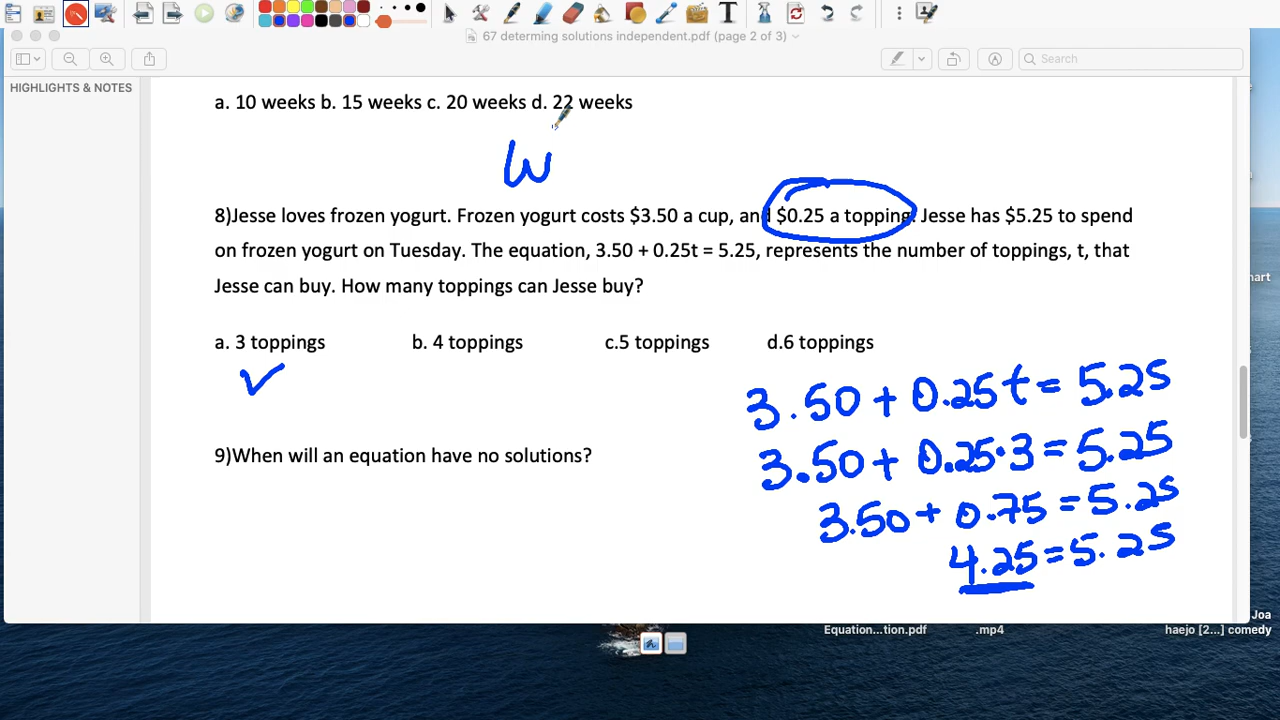 67 determing solutions independent.pdf (page 2 of 3)
Search
HIGHLIGHTS & NOTES
a. 10 weeks b. 15 weeks c. 20 weeks d. 22 weeks
W
8)Jesse loves frozen yogurt. Frozen yogurt costs $3.50 a cup, and $0.25 a topping. Jesse has $5.25 to spend
on frozen yogurt on Tuesday. The equation, 3.50 + 0.25t = 5.25, represents the number of toppings, t, that
Jesse can buy. How many toppings can Jesse buy?
a. 3 toppings b. 4 toppings c.5 toppings d.6 toppings
3.50 + 0.25t = 5.25
9)When will an equation have no solutions?
3.50 + 0.25·3 = 5.25
3.50 + 0.75 = 5.25
4.25 = 5.25
Equation...tion.pdf .mp4 haejo [2...] comedy
Joa